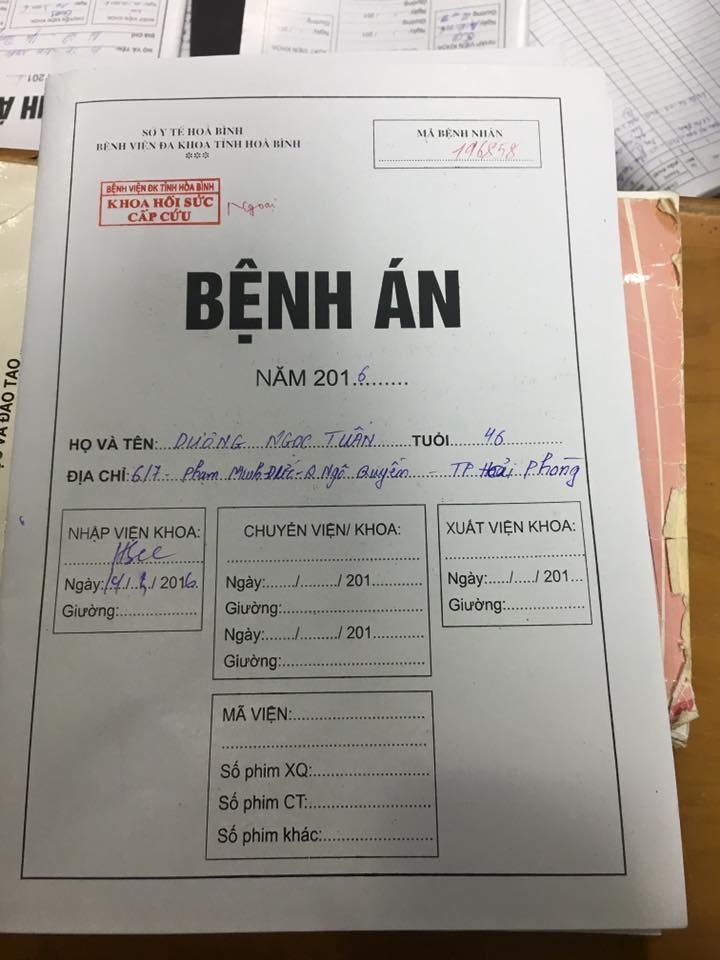 SỞ Y TẾ HOÀ BÌNH
BỆNH VIỆN ĐA KHOA TỈNH HOÀ BÌNH
***
MÃ BỆNH NHÂN
196858
BỆNH VIỆN ĐK TỈNH HÒA BÌNH
KHOA HỒI SỨC
CẤP CỨU
Ngoại
BỆNH ÁN
NĂM 2016
HỌ VÀ TÊN: DƯƠNG NGỌC TUẤN TUỔI 46
ĐỊA CHỈ: 6/7 - Phạm Minh Đức - Q Ngô Quyền - TP Hải Phòng
NHẬP VIỆN KHOA:
HSCC
Ngày: / / 2016
Giường:
CHUYỂN VIỆN/ KHOA:
Ngày:....../......../ 201
Giường:
Ngày:....../......../ 201
Giường:
XUẤT VIỆN KHOA:
Ngày:...../...../ 201...
Giường:
MÃ VIỆN:
Số phim XQ:
Số phim CT:
Số phim khác:
VÀ ĐÀO TẠO